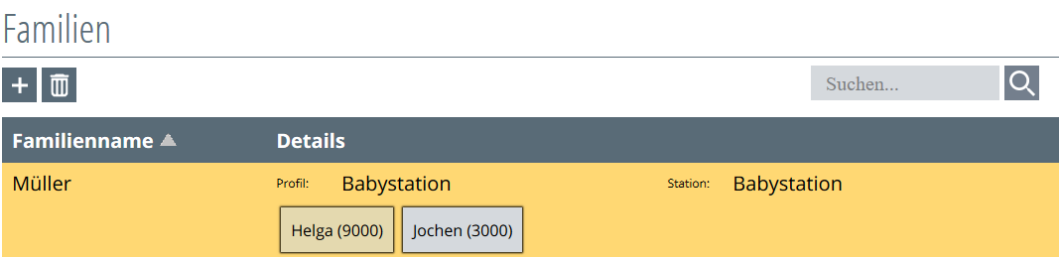 Familien
Suchen...
Familienname Details
Müller Profil: Babystation Station: Babystation
Helga (9000) Jochen (3000)